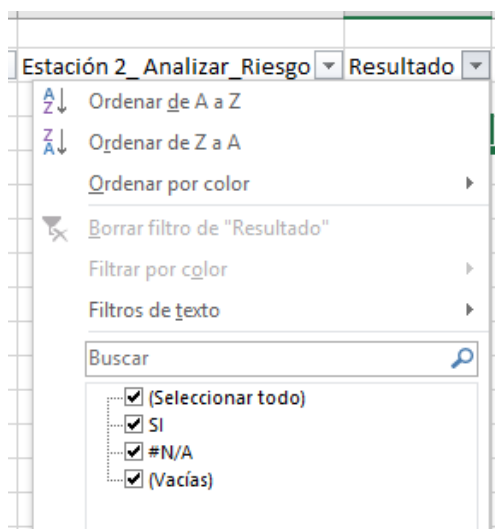 Estación 2_ Analizar_Riesgo Resultado
Ordenar de A a Z
Ordenar de Z a A
Ordenar por color
Borrar filtro de "Resultado"
Filtrar por color
Filtros de texto
Buscar
(Seleccionar todo)
SI
#N/A
(Vacías)